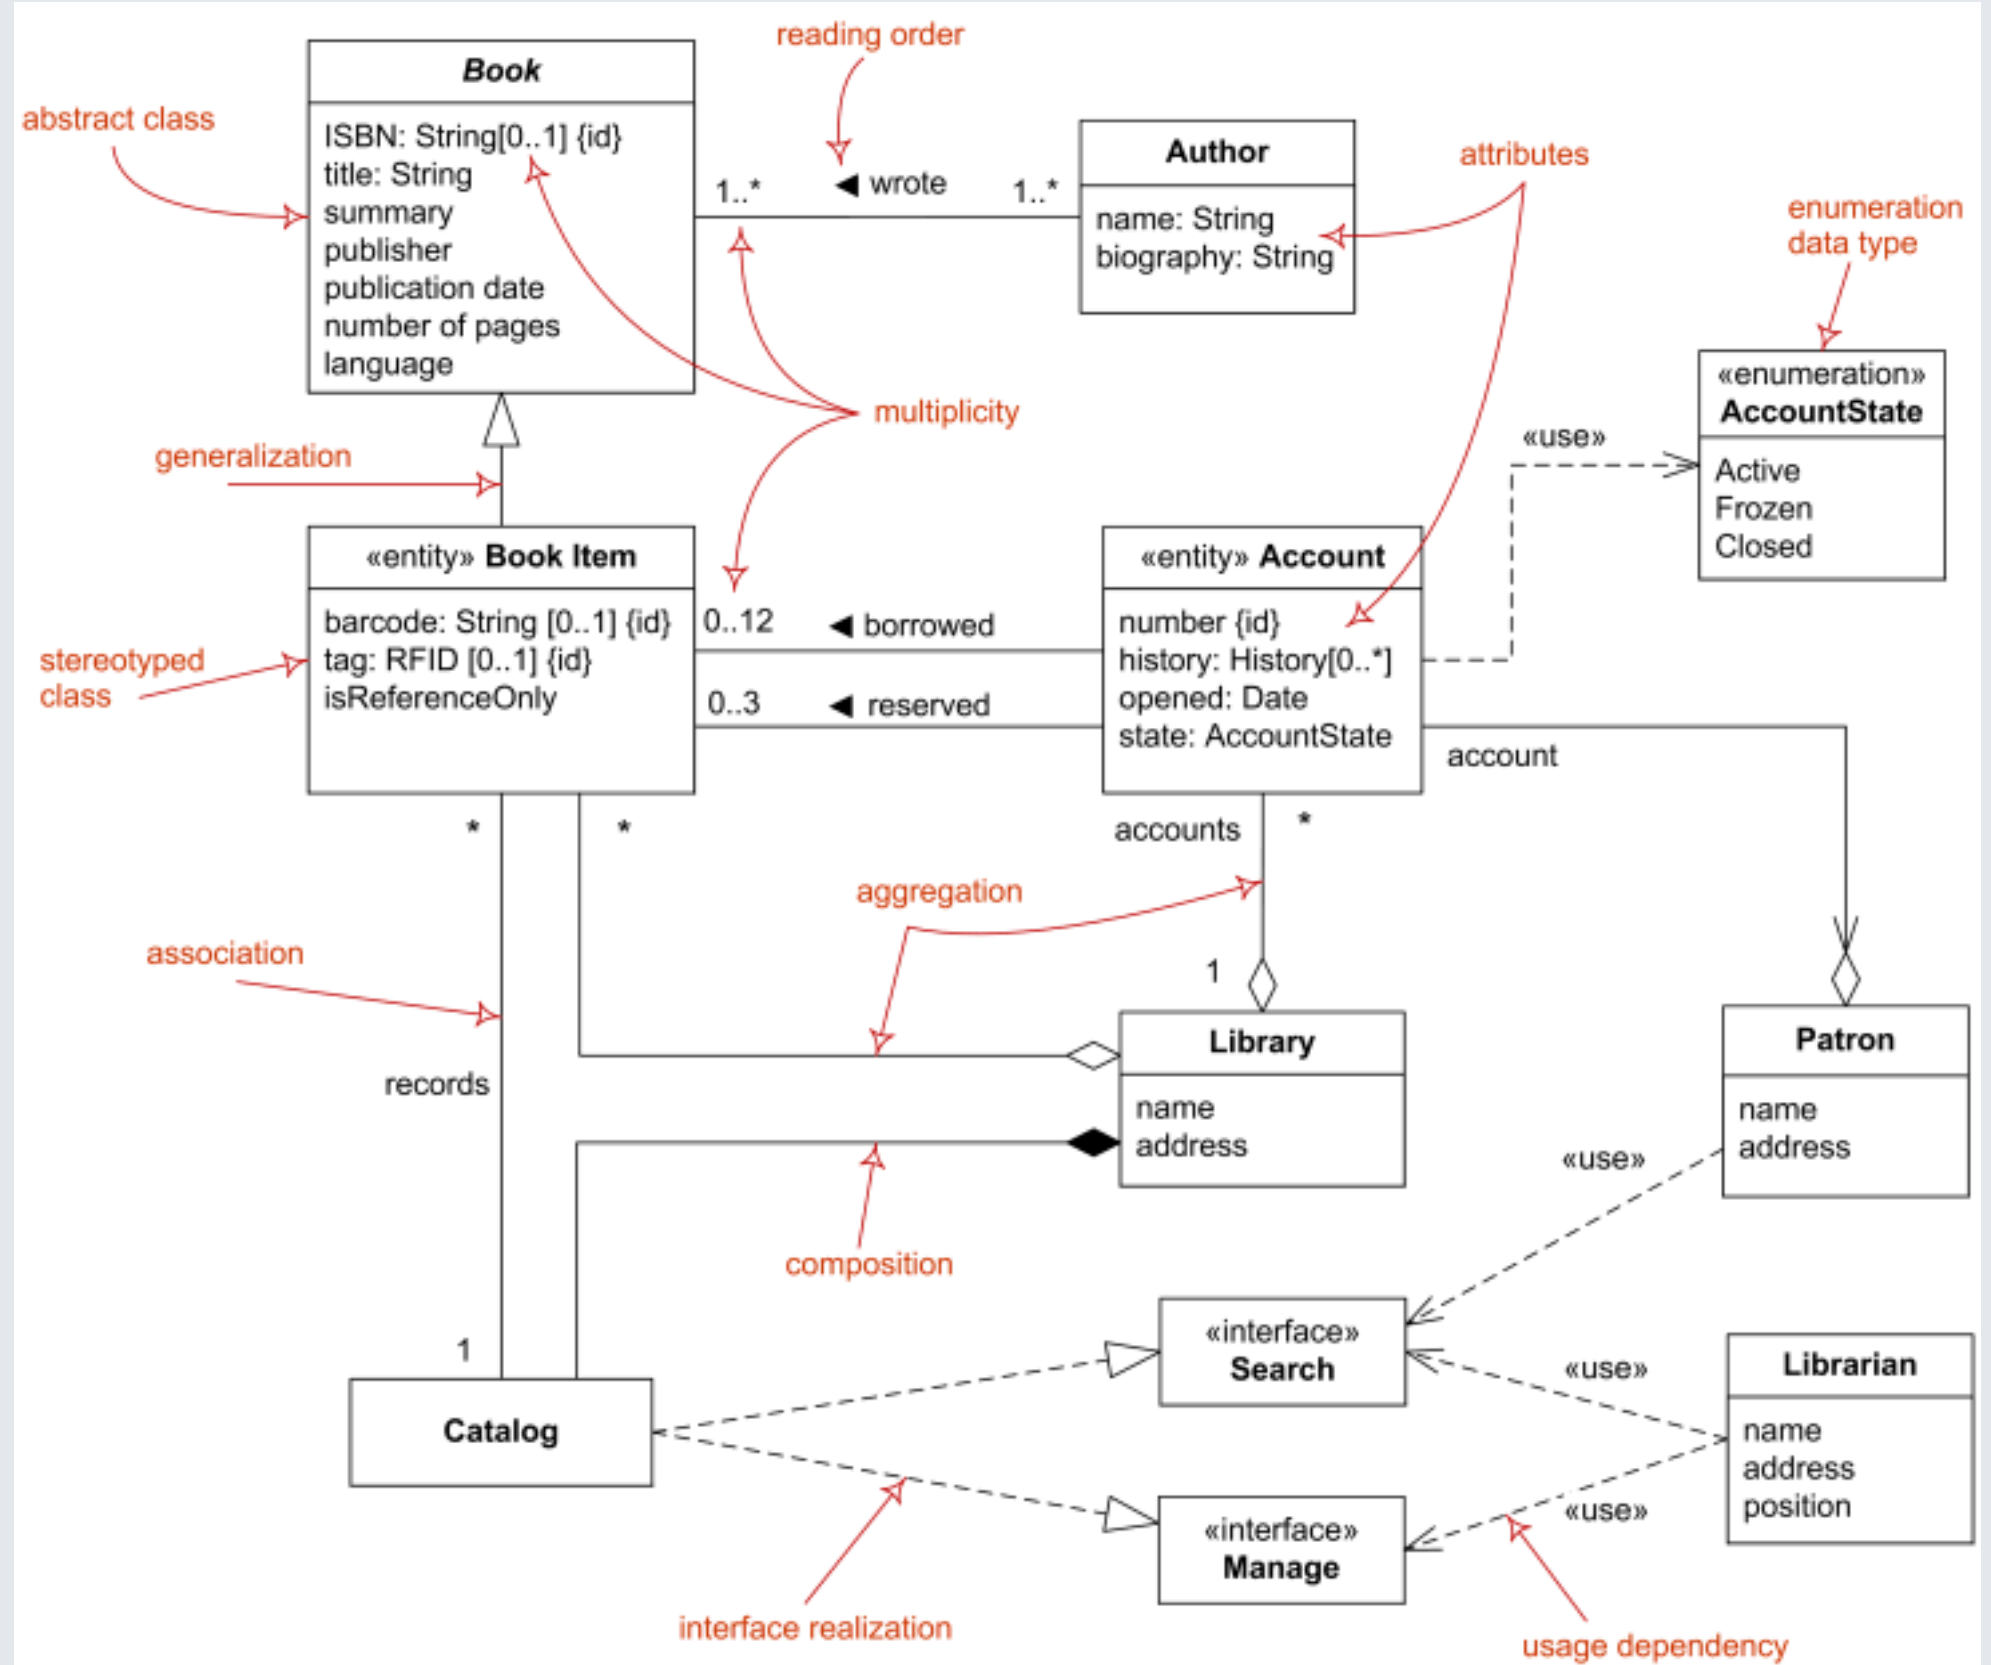 reading order
Book
abstract class
ISBN: String[0..1] {id}
title: String
summary
publisher
publication date
number of pages
language
1..*
◀ wrote
1..*
Author
name: String
biography: String
attributes
enumeration
data type
«enumeration»
AccountState
Active
Frozen
Closed
multiplicity
«use»
generalization
«entity» Book Item
barcode: String [0..1] {id}
tag: RFID [0..1] {id}
isReferenceOnly
stereotyped
class
0..12
◀ borrowed
0..3
◀ reserved
«entity» Account
number {id}
history: History[0..*]
opened: Date
state: AccountState
account
*
*
accounts
*
aggregation
association
1
records
Library
name
address
Patron
name
address
composition
«use»
1
Catalog
«interface»
Search
«use»
Librarian
name
address
position
«interface»
Manage
«use»
interface realization
usage dependency